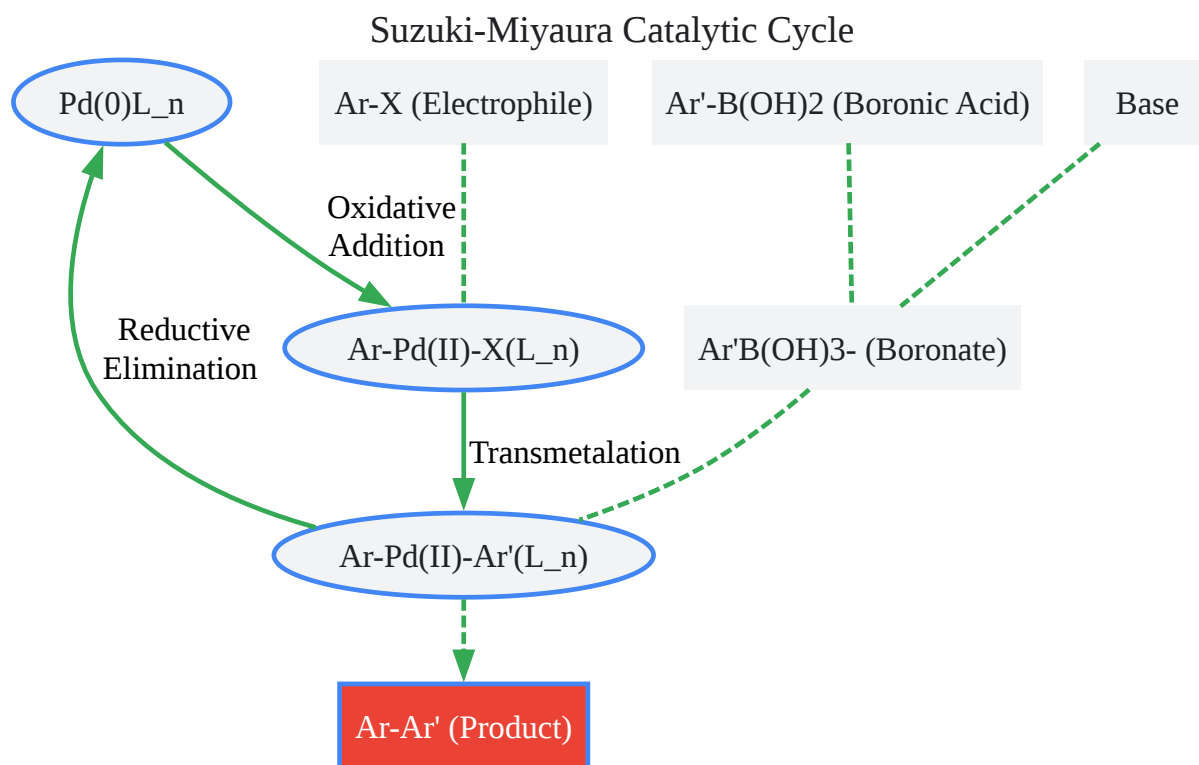 Suzuki-Miyaura Catalytic Cycle
Pd(0)L_n
Ar-X (Electrophile)
Ar'-B(OH)2 (Boronic Acid)
Base
Oxidative
Addition
Reductive
Elimination
Ar-Pd(II)-X(L_n)
Ar'B(OH)3- (Boronate)
Transmetalation
Ar-Pd(II)-Ar'(L_n)
Ar-Ar' (Product)